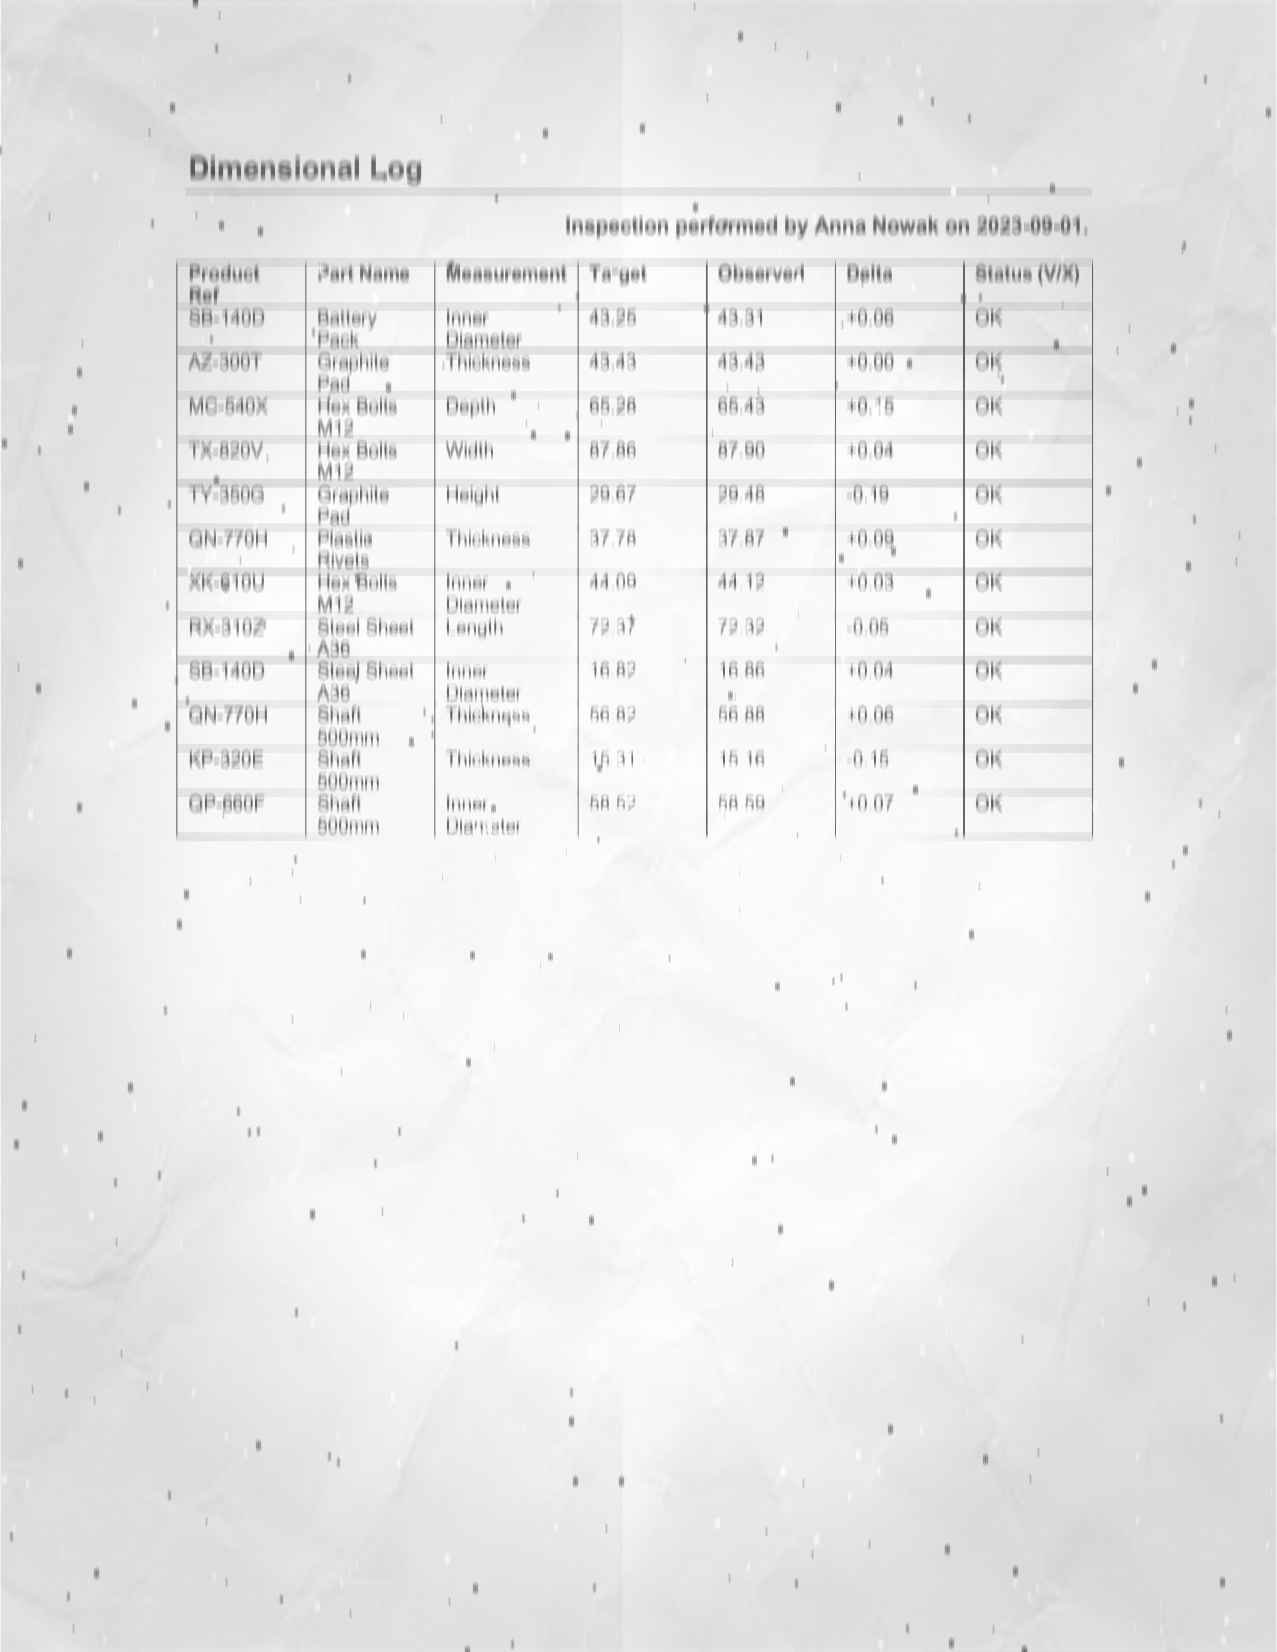 Dimensional Log
Inspection performed by Anna Nowak on 2023-09-01.
Product Part Name Measurement Target Observed Delta Status (V/X)
Ref
SB-140D Battery Inner 43.25 43.31 +0.06 OK
Pack Diameter
AZ-300T Graphite Thickness 43.43 43.43 +0.00 OK
Pad
MC-540X Hex Bolts Depth 65.28 65.43 +0.15 OK
M12
TX-820V Hex Bolts Width 87.86 87.90 +0.04 OK
M12
TY-350G Graphite Height 29.67 29.48 -0.19 OK
Pad
QN-770H Plastic Thickness 37.78 37.87 +0.09 OK
Rivets
XK-610U Hex Bolts Inner 44.09 44.12 +0.03 OK
M12 Diameter
RX-310Z Steel Sheet Length 72.37 72.32 -0.05 OK
A36
SB-140D Steel Sheet Inner 16.82 16.86 +0.04 OK
A36 Diameter
QN-770H Shaft Thickness 56.82 56.88 +0.06 OK
500mm
KP-320E Shaft Thickness 15.31 15.16 -0.15 OK
500mm
QP-660F Shaft Inner 58.52 58.59 +0.07 OK
500mm Diameter